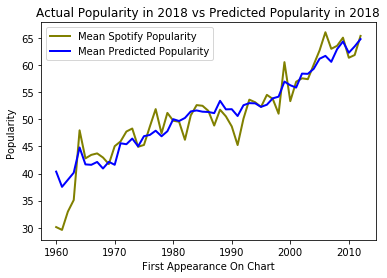 Actual Popularity in 2018 vs Predicted Popularity in 2018
Mean Spotify Popularity
Mean Predicted Popularity
Popularity
65
60
55
50
45
40
35
30
1960 1970 1980 1990 2000 2010
First Appearance On Chart